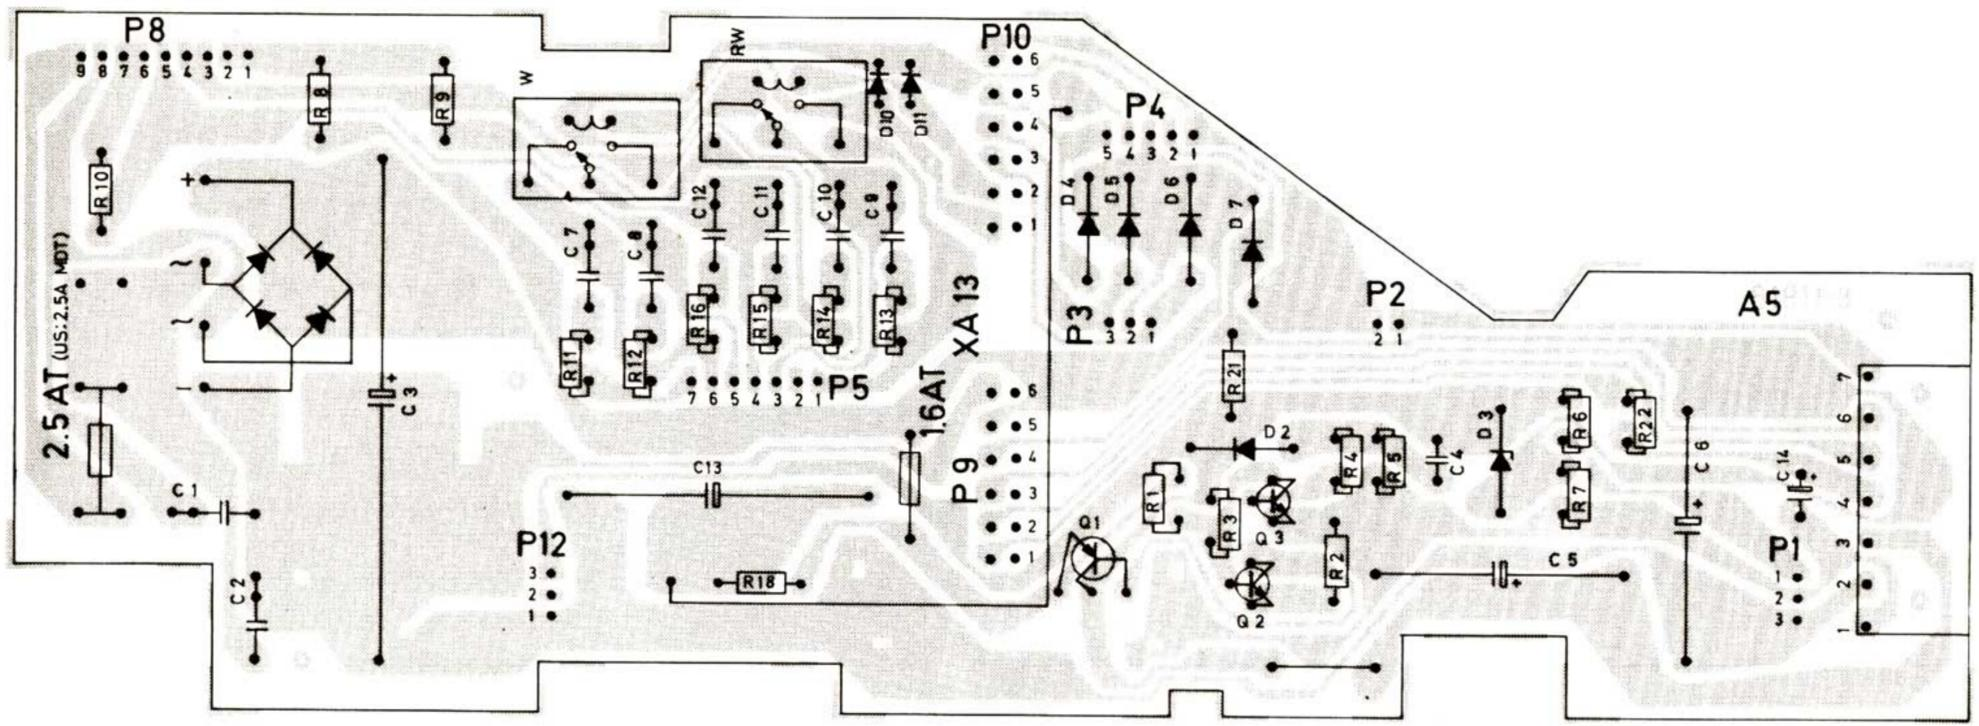 P8
9 8 7 6 5 4 3 2 1
R8
R9
W
RW
D10
D11
P10
6
5
4
3
2
1
P4
5 4 3 2 1
D4
D5
D6
D7
R10
+
~
~
–
2.5AT (US:2.5A MDT)
C3
+
C7
C8
C12
C11
C10
C9
R11
R12
R16
R15
R14
R13
XA13
P3
3 2 1
P2
2 1
A5
7 6 5 4 3 2 1
P5
1.6AT
6
5
4
3
2
1
P9
R21
D2
R1
R3
Q3
Q2
Q1
R4
R5
C4
D3
R6
R22
R7
C6
+
C14
+
7
6
5
4
3
2
1
P1
1
2
3
R2
C5
+
C1
C2
C13
R18
P12
3
2
1